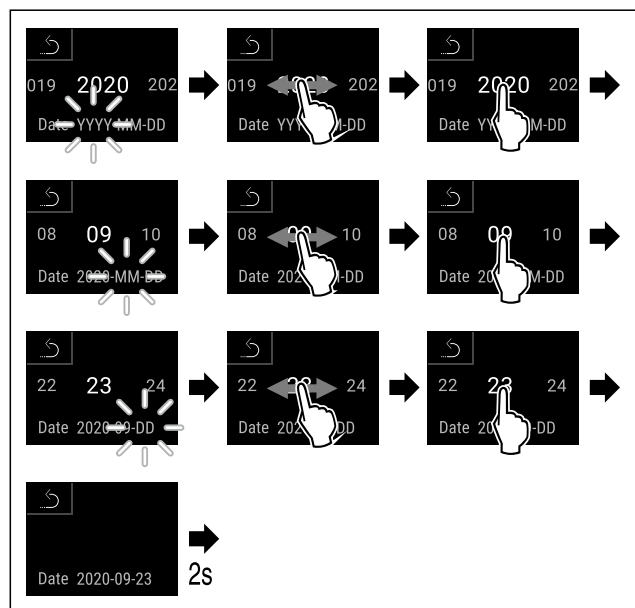 019 2020 202
Date YYYY-MM-DD
019 202
Date YY M-DD
019 2020 202
Date YY M-DD
08 09 10
Date 2020-MM-DD
08 10
Date 202 M-DD
08 09 10
Date 20 M-DD
22 23 24
Date 2020-09-DD
22 24
Date 202 DD
22 23 24
Date 20 -DD
Date 2020-09-23
2s